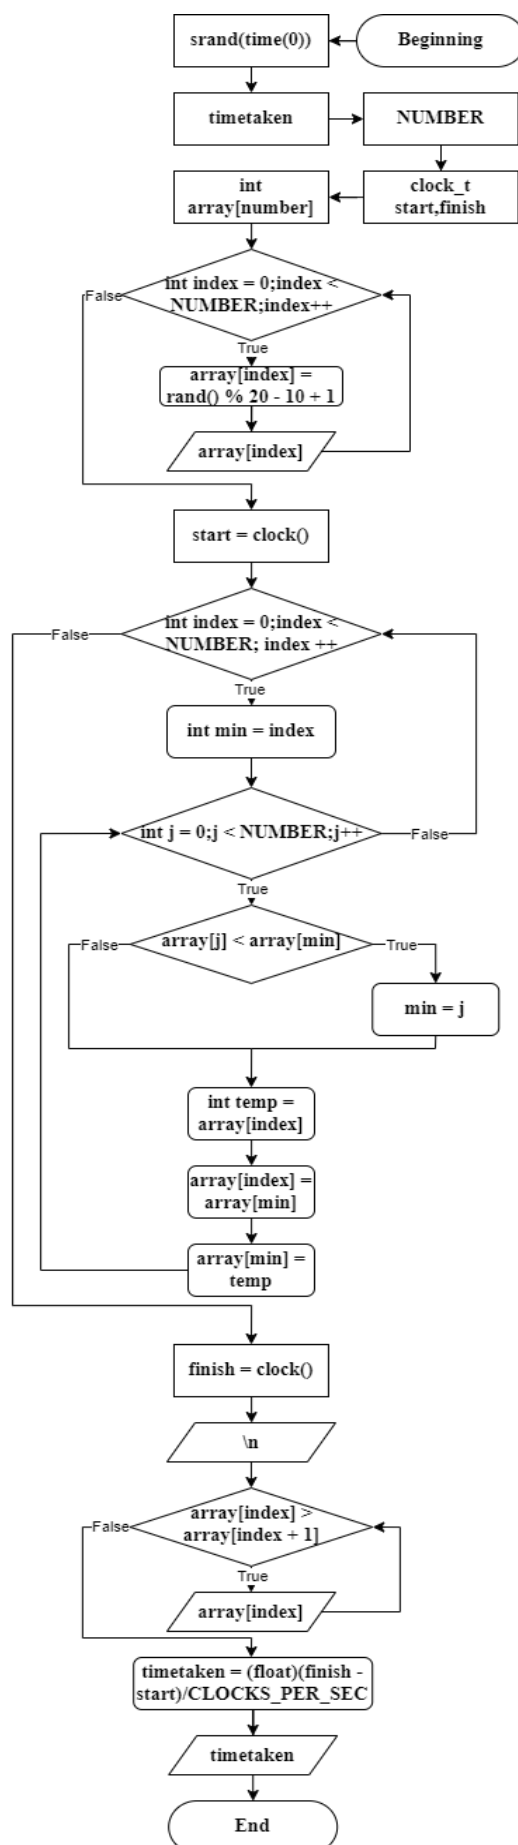 Beginning
srand(time(0))
timetaken
NUMBER
clock_t
start,finish
int
array[number]
int index = 0;index <
NUMBER;index++
False
True
array[index] =
rand() % 20 - 10 + 1
array[index]
start = clock()
int index = 0;index <
NUMBER; index ++
False
True
int min = index
int j = 0;j < NUMBER;j++
False
True
array[j] < array[min]
False
True
min = j
int temp =
array[index]
array[index] =
array[min]
array[min] =
temp
finish = clock()
\n
array[index] >
array[index + 1]
False
True
array[index]
timetaken = (float)(finish -
start)/CLOCKS_PER_SEC
timetaken
End